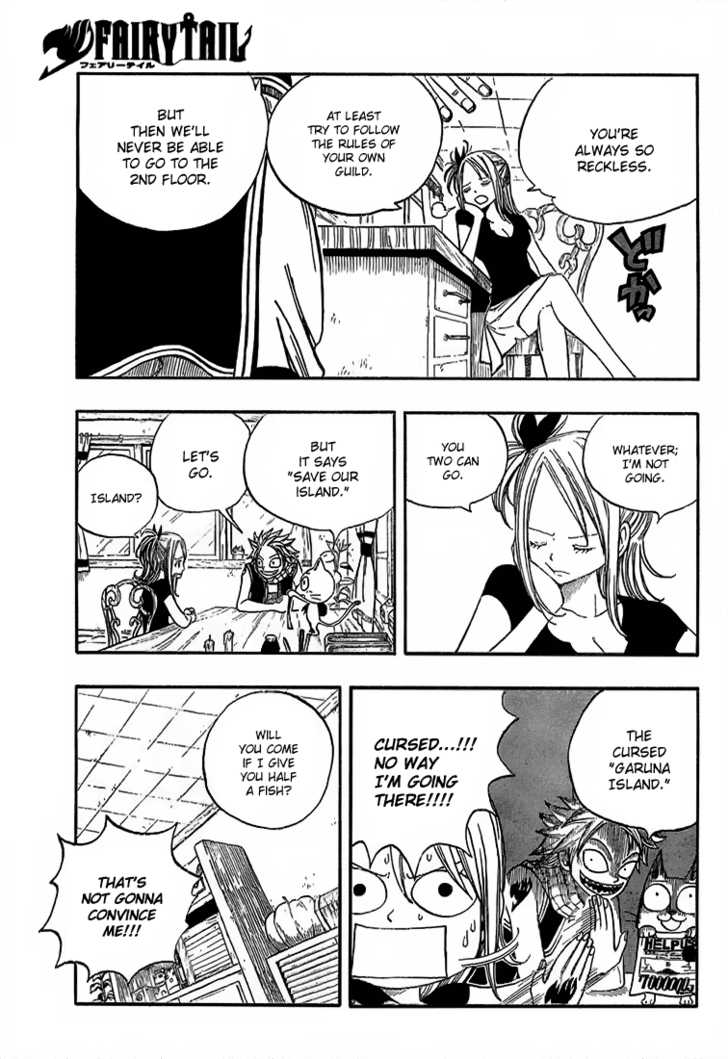 FAIRY TAIL
フェアリーテイル
YOU'RE
ALWAYS SO
RECKLESS.
AT LEAST
TRY TO FOLLOW
THE RULES OF
YOUR OWN
GUILD.
BUT
THEN WE'LL
NEVER BE ABLE
TO GO TO THE
2ND FLOOR.
どかっ
WHATEVER;
I'M NOT
GOING.
YOU
TWO CAN
GO.
BUT
IT SAYS
"SAVE OUR
ISLAND."
LET'S
GO.
ISLAND?
THE
CURSED
"GARUNA
ISLAND."
CURSED...!!!
NO WAY
I'M GOING
THERE!!!!
HELP US
WILL
YOU COME
IF I GIVE
YOU HALF
A FISH?
THAT'S
NOT GONNA
CONVINCE
ME!!!